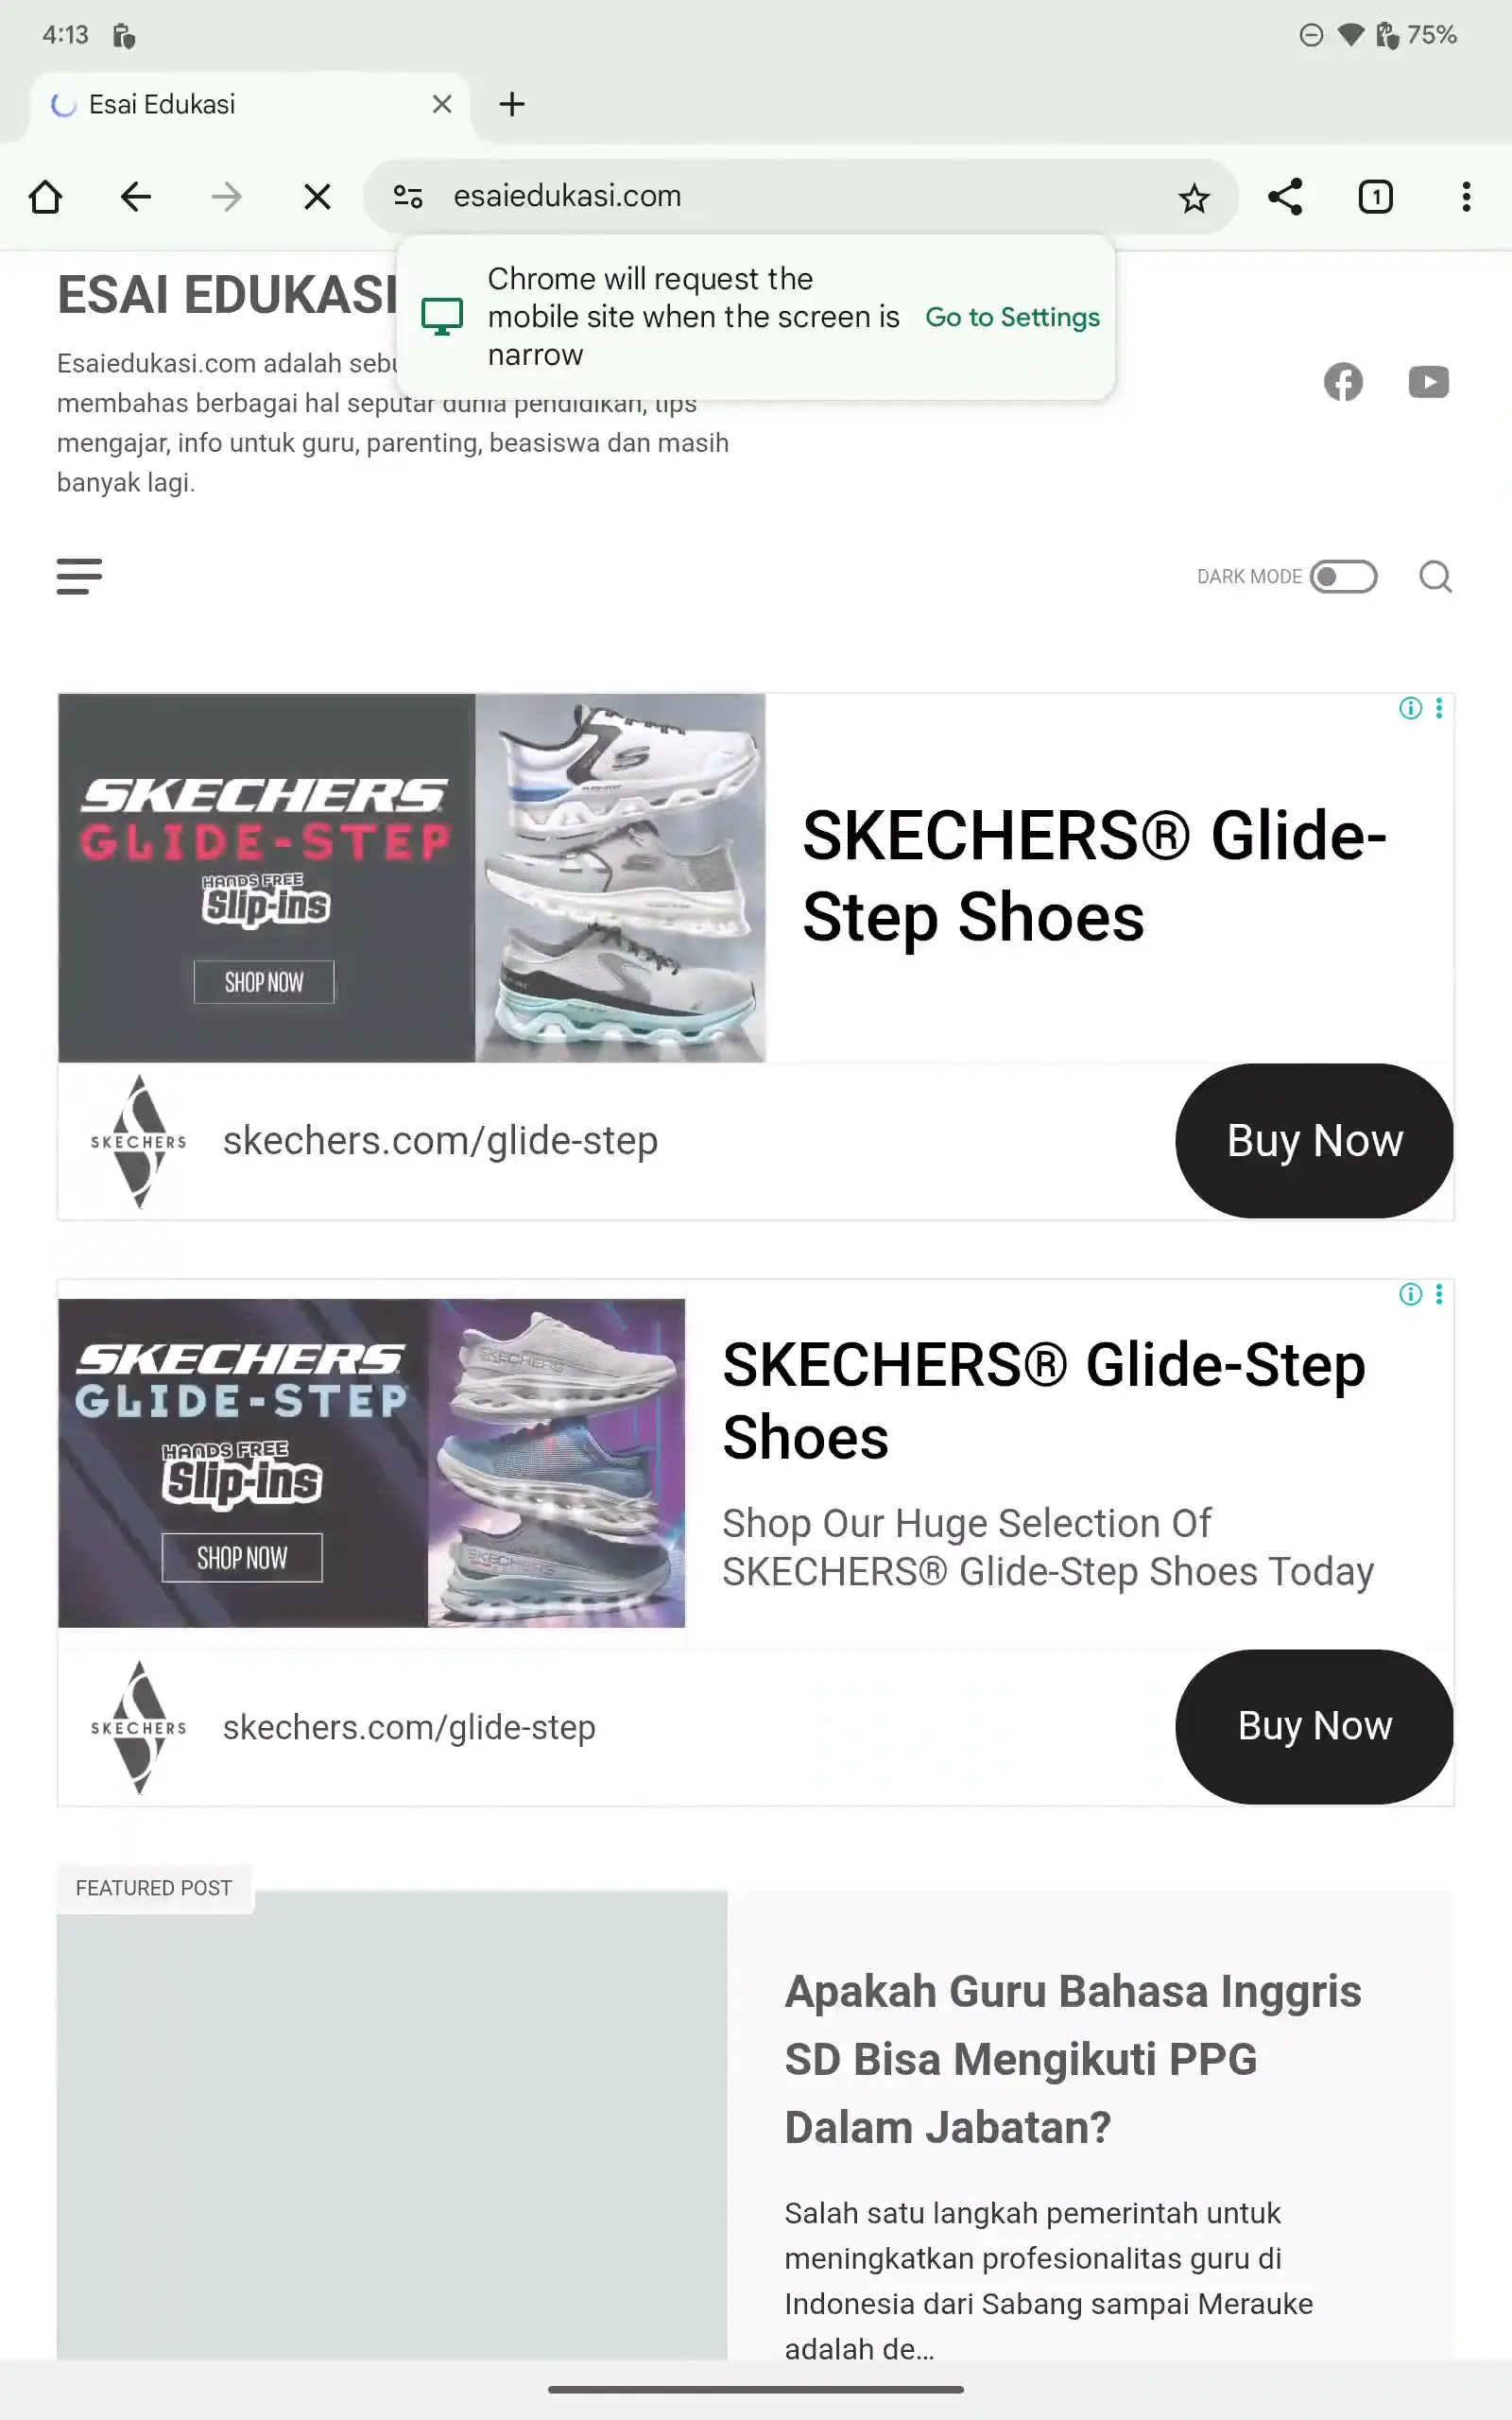 4:13
75%
Esai Edukasi
esaiedukasi.com
1
Chrome will request the
mobile site when the screen is
narrow
Go to Settings
ESAI EDUKASI
Esaiedukasi.com adalah
membahas berbagai hal seputar dunia pendidikan, tips
mengajar, info untuk guru, parenting, beasiswa dan masih
banyak lagi.
DARK MODE
SKECHERS
GLIDE-STEP
HANDS FREE
Slip-ins
SHOP NOW
SKECHERS® Glide-
Step Shoes
SKECHERS
skechers.com/glide-step
Buy Now
SKECHERS
GLIDE-STEP
HANDS FREE
Slip-ins
SHOP NOW
SKECHERS® Glide-Step
Shoes
Shop Our Huge Selection Of
SKECHERS® Glide-Step Shoes Today
SKECHERS
skechers.com/glide-step
Buy Now
FEATURED POST
Apakah Guru Bahasa Inggris
SD Bisa Mengikuti PPG
Dalam Jabatan?
Salah satu langkah pemerintah untuk
meningkatkan profesionalitas guru di
Indonesia dari Sabang sampai Merauke
adalah de...